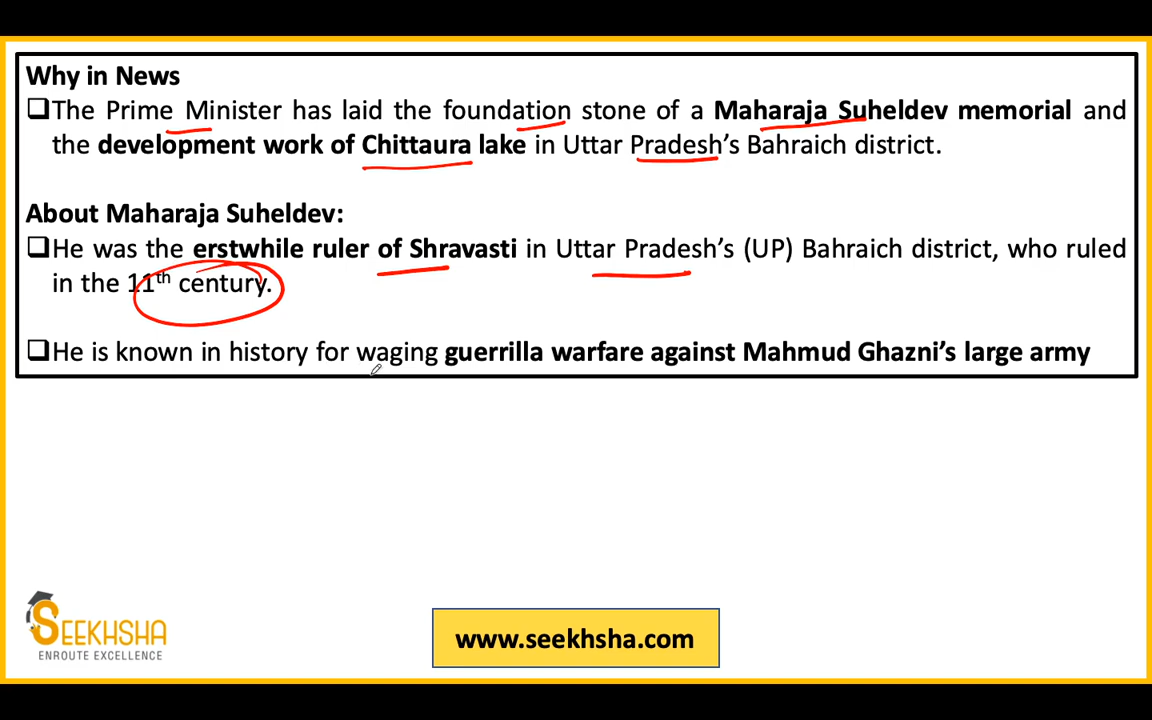 Why in News
❑The Prime Minister has laid the foundation stone of a Maharaja Suheldev memorial and
the development work of Chittaura lake in Uttar Pradesh’s Bahraich district.
About Maharaja Suheldev:
❑He was the erstwhile ruler of Shravasti in Uttar Pradesh’s (UP) Bahraich district, who ruled
in the 11th century.
❑He is known in history for waging guerrilla warfare against Mahmud Ghazni’s large army
SEEKHSHA
ENROUTE EXCELLENCE
www.seekhsha.com